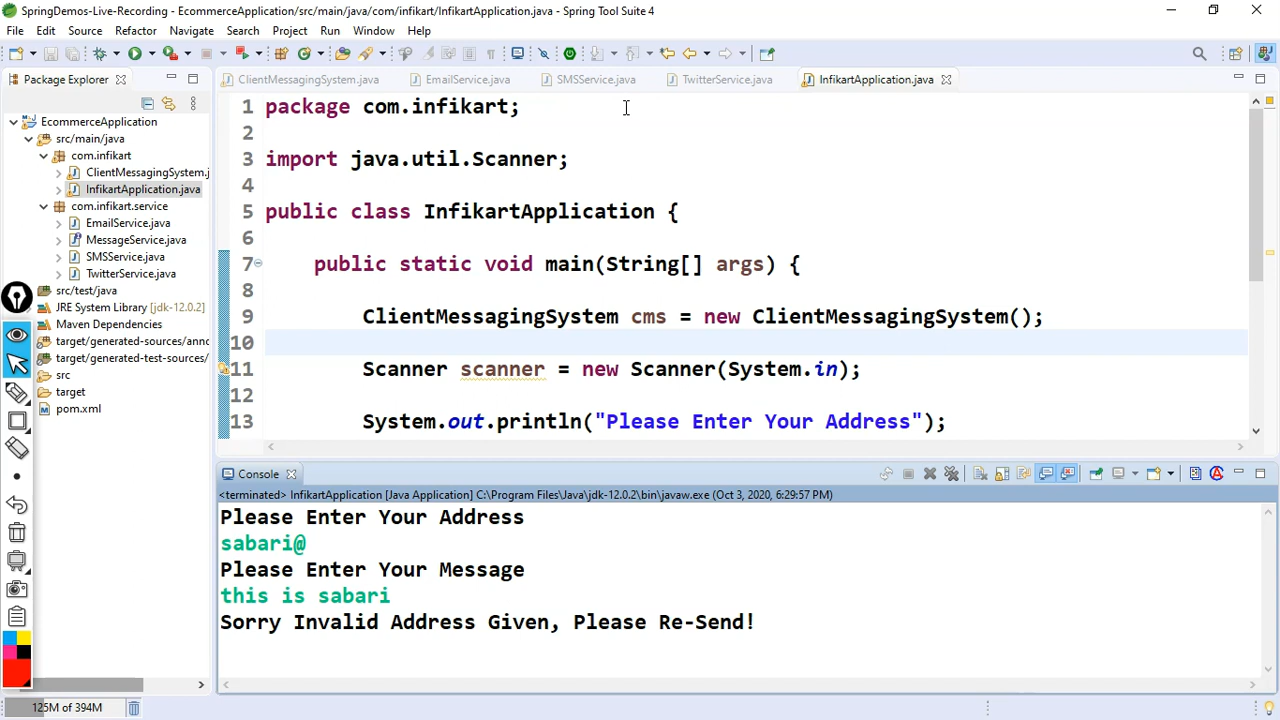 SpringDemos-Live-Recording - EcommerceApplication/src/main/java/com/infikart/InfikartApplication.java - Spring Tool Suite 4
File Edit Source Refactor Navigate Search Project Run Window Help
Package Explorer
ClientMessagingSystem.java EmailService.java SMSService.java TwitterService.java InfikartApplication.java
EcommerceApplication
src/main/java
com.infikart
ClientMessagingSystem.j
InfikartApplication.java
com.infikart.service
EmailService.java
MessageService.java
SMSService.java
TwitterService.java
src/test/java
JRE System Library [jdk-12.0.2]
Maven Dependencies
target/generated-sources/anno
target/generated-test-sources/
src
target
pom.xml
1 package com.infikart;
2
3 import java.util.Scanner;
4
5 public class InfikartApplication {
6
7 public static void main(String[] args) {
8
9 ClientMessagingSystem cms = new ClientMessagingSystem();
10
11 Scanner scanner = new Scanner(System.in);
12
13 System.out.println("Please Enter Your Address");
Console
<terminated> InfikartApplication [Java Application] C:\Program Files\Java\jdk-12.0.2\bin\javaw.exe (Oct 3, 2020, 6:29:57 PM)
Please Enter Your Address
sabari@
Please Enter Your Message
this is sabari
Sorry Invalid Address Given, Please Re-Send!
125M of 394M